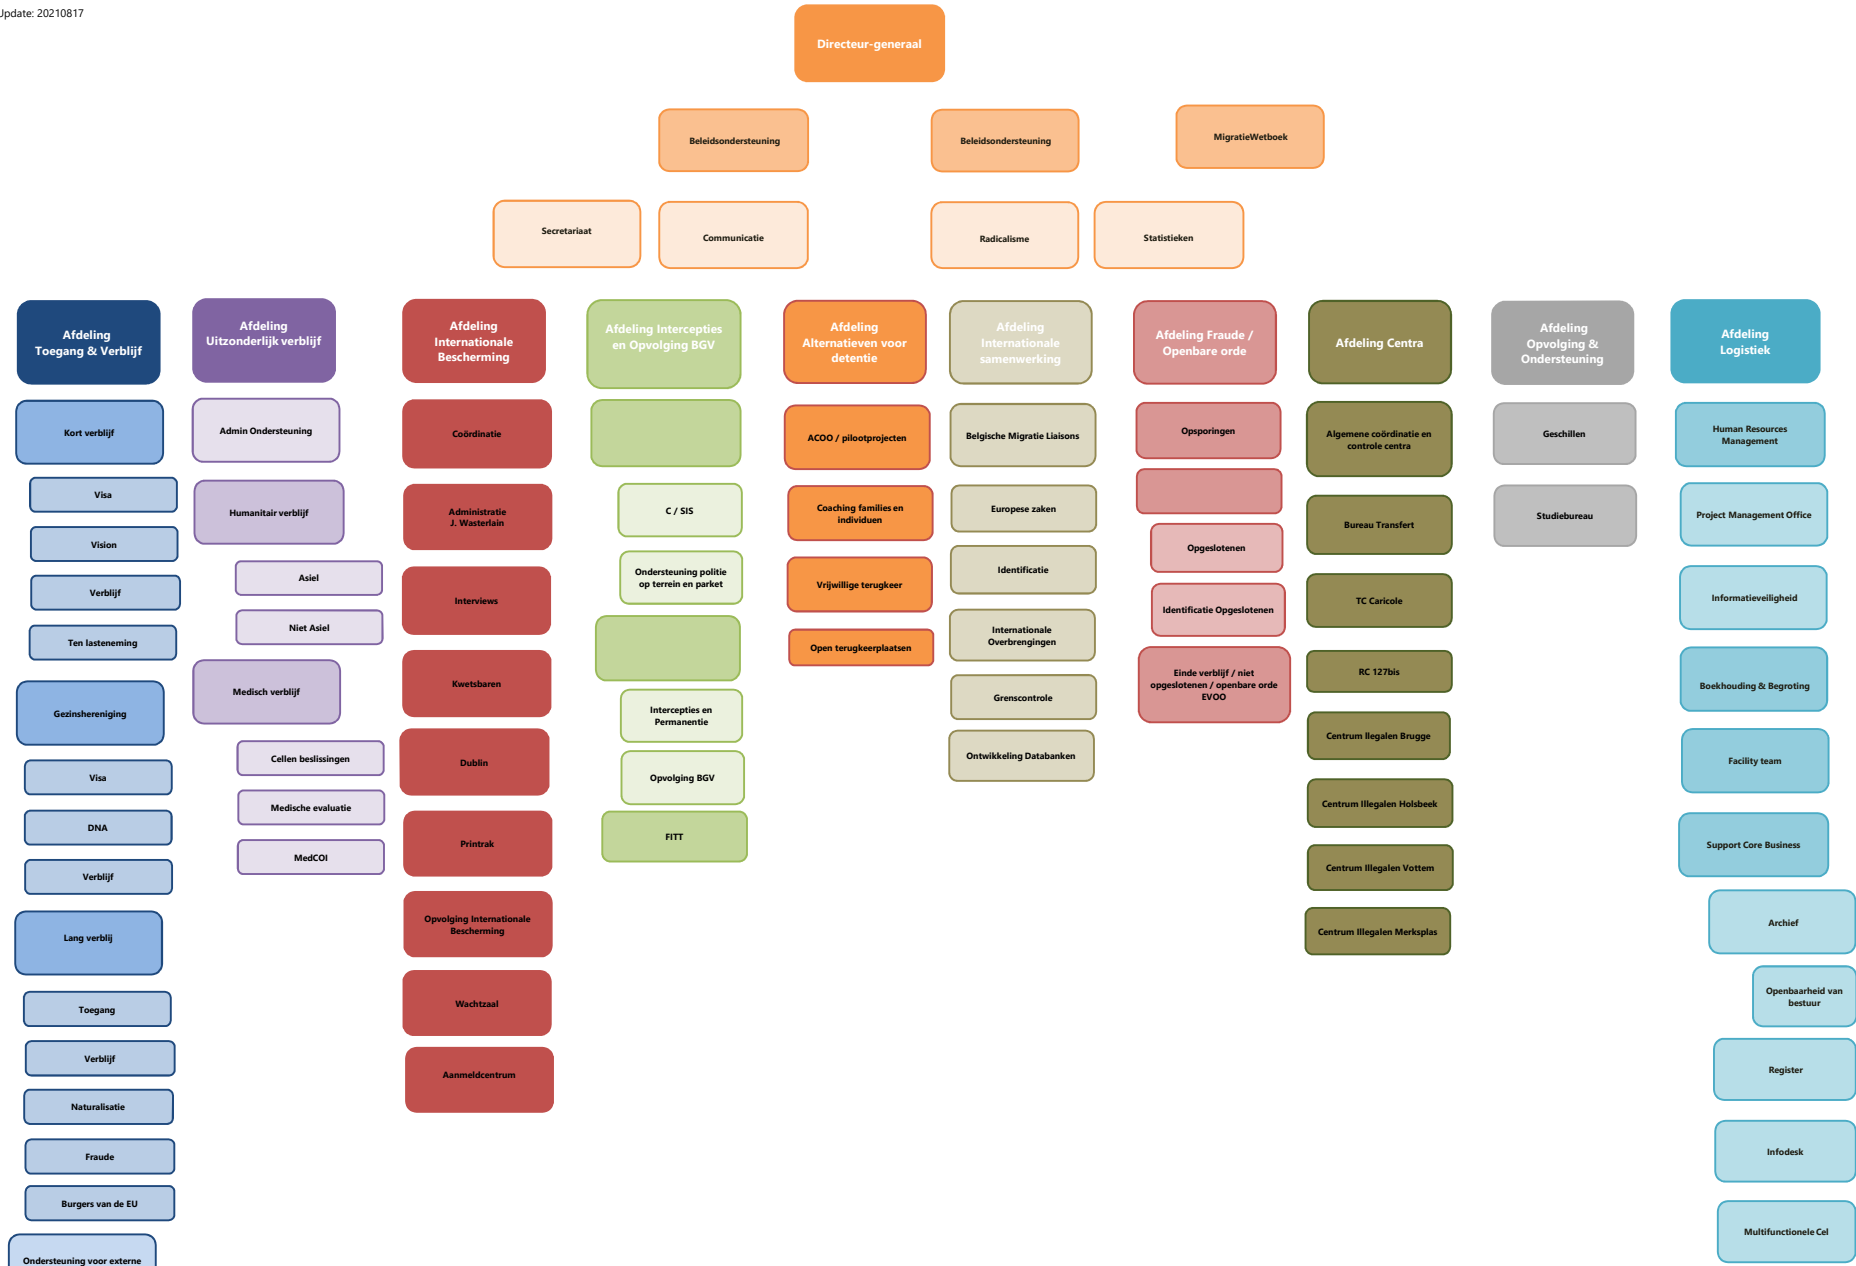 Update: 20210817
Directeur-generaal
Beleidsondersteuning
Beleidsondersteuning
MigratieWetboek
Secretariaat
Communicatie
Radicalisme
Statistieken
Afdeling
Toegang & Verblijf
Kort verblijf
Visa
Vision
Verblijf
Ten lasteneming
Gezinshereniging
Visa
DNA
Verblijf
Lang verblij
Toegang
Verblijf
Naturalisatie
Fraude
Burgers van de EU
Ondersteuning voor externe
Afdeling
Uitzonderlijk verblijf
Admin Ondersteuning
Humanitair verblijf
Asiel
Niet Asiel
Medisch verblijf
Cellen beslissingen
Medische evaluatie
MedCOI
Afdeling
Internationale
Bescherming
Coördinatie
Administratie
J. Wasterlain
Interviews
Kwetsbaren
Dublin
Printrak
Opvolging Internationale
Bescherming
Wachtzaal
Aanmeldcentrum
Afdeling Intercepties
en Opvolging BGV
C / SIS
Ondersteuning politie
op terrein en parket
Intercepties en
Permanentie
Opvolging BGV
FITT
Afdeling
Alternatieven voor
detentie
ACOO / pilootprojecten
Coaching families en
individuen
Vrijwillige terugkeer
Open terugkeerplaatsen
Afdeling
Internationale
samenwerking
Belgische Migratie Liaisons
Europese zaken
Identificatie
Internationale
Overbrengingen
Grenscontrole
Ontwikkeling Databanken
Afdeling Fraude /
Openbare orde
Opsporingen
Opgeslotenen
Identificatie Opgeslotenen
Einde verblijf / niet
opgeslotenen / openbare orde
EVOO
Afdeling Centra
Algemene coördinatie en
controle centra
Bureau Transfert
TC Caricole
RC 127bis
Centrum Ilegalen Brugge
Centrum Illegalen Holsbeek
Centrum Illegalen Vottem
Centrum Illegalen Merksplas
Afdeling
Opvolging &
Ondersteuning
Geschillen
Studiebureau
Afdeling
Logistiek
Human Resources
Management
Project Management Office
Informatieveiligheid
Boekhouding & Begroting
Facility team
Support Core Business
Archief
Openbaarheid van
bestuur
Register
Infodesk
Multifunctionele Cel